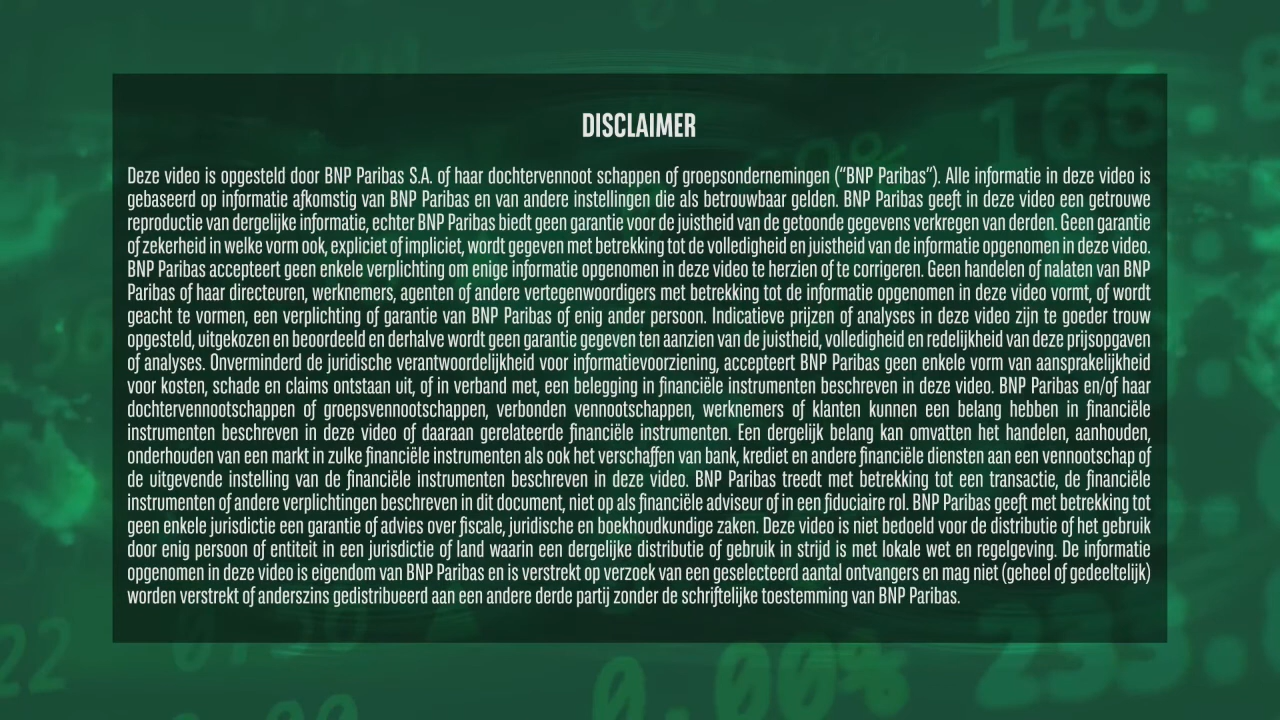 DISCLAIMER
Deze video is opgesteld door BNP Paribas S.A. of haar dochtervennoot schappen of groepsondernemingen (“BNP Paribas”). Alle informatie in deze video is
gebaseerd op informatie afkomstig van BNP Paribas en van andere instellingen die als betrouwbaar gelden. BNP Paribas geeft in deze video een getrouwe
reproductie van dergelijke informatie, echter BNP Paribas biedt geen garantie voor de juistheid van de getoonde gegevens verkregen van derden. Geen garantie
of zekerheid in welke vorm ook, expliciet of impliciet, wordt gegeven met betrekking tot de volledigheid en juistheid van de informatie opgenomen in deze video.
BNP Paribas accepteert geen enkele verplichting om enige informatie opgenomen in deze video te herzien of te corrigeren. Geen handelen of nalaten van BNP
Paribas of haar directeuren, werknemers, agenten of andere vertegenwoordigers met betrekking tot de informatie opgenomen in deze video vormt, of wordt
geacht te vormen, een verplichting of garantie van BNP Paribas of enig ander persoon. Indicatieve prijzen of analyses in deze video zijn te goeder trouw
opgesteld, uitgekozen en beoordeeld en derhalve wordt geen garantie gegeven ten aanzien van de juistheid, volledigheid en redelijkheid van deze prijsopgaven
of analyses. Onverminderd de juridische verantwoordelijkheid voor informatievoorziening, accepteert BNP Paribas geen enkele vorm van aansprakelijkheid
voor kosten, schade en claims ontstaan uit, of in verband met, een belegging in financiële instrumenten beschreven in deze video. BNP Paribas en/of haar
dochtervennootschappen of groepsvennootschappen, verbonden vennootschappen, werknemers of klanten kunnen een belang hebben in financiële
instrumenten beschreven in deze video of daaraan gerelateerde financiële instrumenten. Een dergelijk belang kan omvatten het handelen, aanhouden,
onderhouden van een markt in zulke financiële instrumenten als ook het verschaffen van bank, krediet en andere financiële diensten aan een vennootschap of
de uitgevende instelling van de financiële instrumenten beschreven in deze video. BNP Paribas treedt met betrekking tot een transactie, de financiële
instrumenten of andere verplichtingen beschreven in dit document, niet op als financiële adviseur of in een fiduciaire rol. BNP Paribas geeft met betrekking tot
geen enkele jurisdictie een garantie of advies over fiscale, juridische en boekhoudkundige zaken. Deze video is niet bedoeld voor de distributie of het gebruik
door enig persoon of entiteit in een jurisdictie of land waarin een dergelijke distributie of gebruik in strijd is met lokale wet en regelgeving. De informatie
opgenomen in deze video is eigendom van BNP Paribas en is verstrekt op verzoek van een geselecteerd aantal ontvangers en mag niet (geheel of gedeeltelijk)
worden verstrekt of anderszins gedistribueerd aan een andere derde partij zonder de schriftelijke toestemming van BNP Paribas.
0.00%